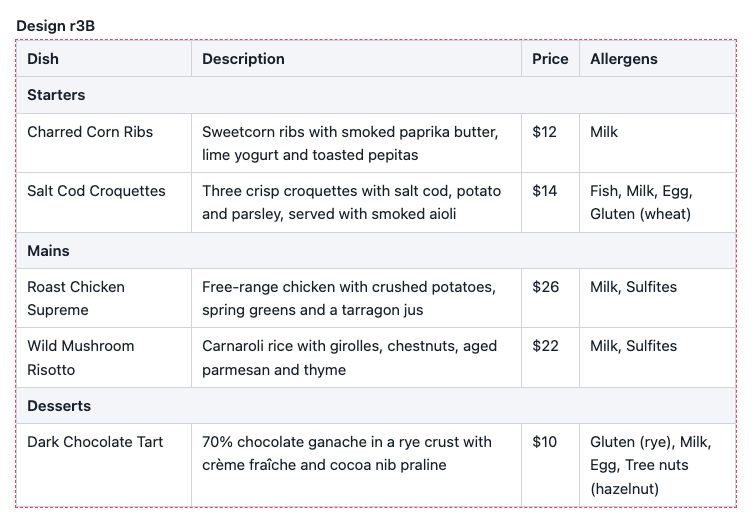 Design r3B
Dish Description Price Allergens
Starters
Charred Corn Ribs Sweetcorn ribs with smoked paprika butter, $12 Milk
lime yogurt and toasted pepitas
Salt Cod Croquettes Three crisp croquettes with salt cod, potato $14 Fish, Milk, Egg,
and parsley, served with smoked aioli Gluten (wheat)
Mains
Roast Chicken Free-range chicken with crushed potatoes, $26 Milk, Sulfites
Supreme spring greens and a tarragon jus
Wild Mushroom Carnaroli rice with girolles, chestnuts, aged $22 Milk, Sulfites
Risotto parmesan and thyme
Desserts
Dark Chocolate Tart 70% chocolate ganache in a rye crust with $10 Gluten (rye), Milk,
crème fraîche and cocoa nib praline Egg, Tree nuts
(hazelnut)